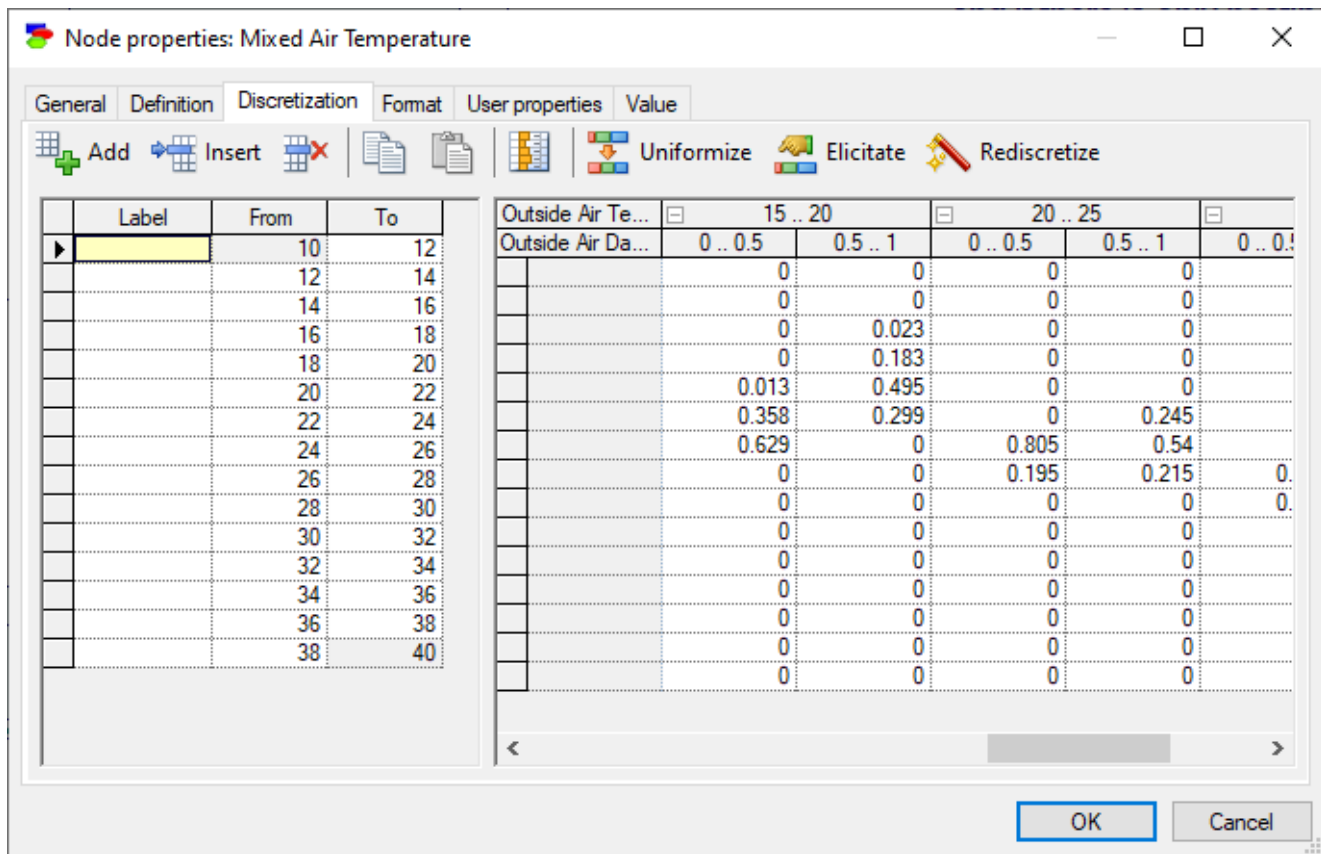 Node properties: Mixed Air Temperature
General Definition Discretization Format User properties Value
Add Insert Uniformize Elicitate Rediscretize
Label From To
10 12
12 14
14 16
16 18
18 20
20 22
22 24
24 26
26 28
28 30
30 32
32 34
34 36
36 38
38 40
Outside Air Te... 15 .. 20 20 .. 25
Outside Air Da... 0 .. 0.5 0.5 .. 1 0 .. 0.5 0.5 .. 1 0 .. 0.5
0 0 0 0
0 0 0 0
0 0.023 0 0
0 0.183 0 0
0.013 0.495 0 0
0.358 0.299 0 0.245
0.629 0 0.805 0.54
0 0 0.195 0.215 0.
0 0 0 0 0.
0 0 0 0
0 0 0 0
0 0 0 0
0 0 0 0
0 0 0 0
0 0 0 0
OK Cancel